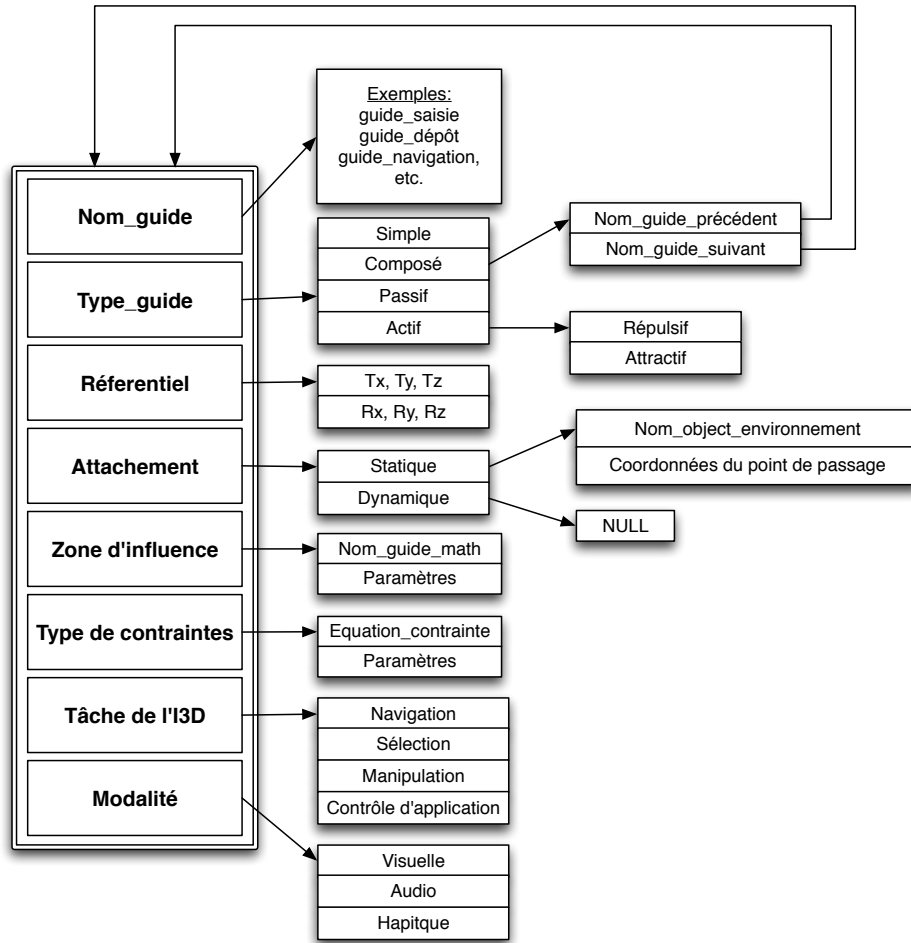 Nom_guide
Exemples:
guide_saisie
guide_dépôt
guide_navigation,
etc.
Type_guide
Simple
Composé
Passif
Actif
Nom_guide_précédent
Nom_guide_suivant
Répulsif
Attractif
Réferentiel
Tx, Ty, Tz
Rx, Ry, Rz
Attachement
Statique
Dynamique
Nom_object_environnement
Coordonnées du point de passage
NULL
Zone d'influence
Nom_guide_math
Paramètres
Type de contraintes
Equation_contrainte
Paramètres
Tâche de l'I3D
Navigation
Sélection
Manipulation
Contrôle d'application
Modalité
Visuelle
Audio
Hapitque